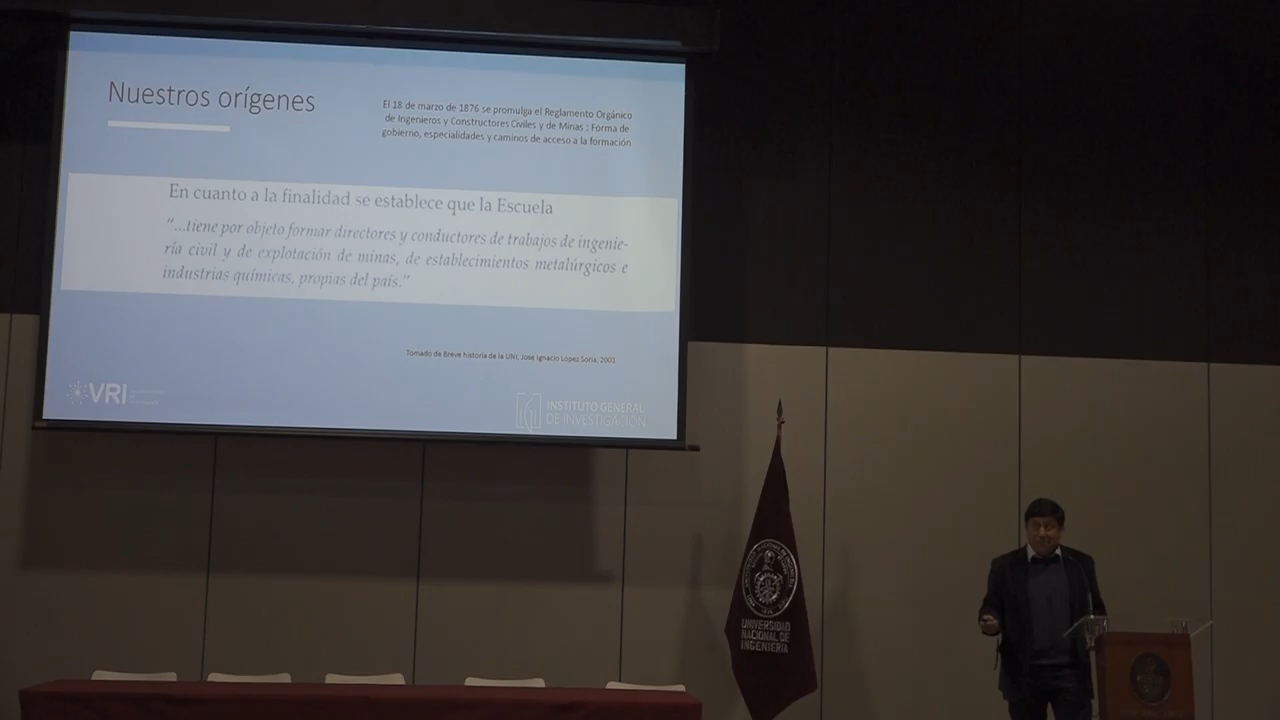 Nuestros orígenes
El 18 de marzo de 1876 se promulga el Reglamento Orgánico
de Ingenieros y Constructores Civiles y de Minas : Forma de
gobierno, especialidades y caminos de acceso a la formación
En cuanto a la finalidad se establece que la Escuela
“...tiene por objeto formar directores y conductores de trabajos de ingenie-
ría civil y de explotación de minas, de establecimientos metalúrgicos e
industrias químicas, propias del país.”
Tomado de Breve historia de la UNI, Jose Ignacio Lopez Soria, 2003
VRI
INSTITUTO GENERAL
DE INVESTIGACIÓN
UNIVERSIDAD
NACIONAL DE
INGENIERÍA